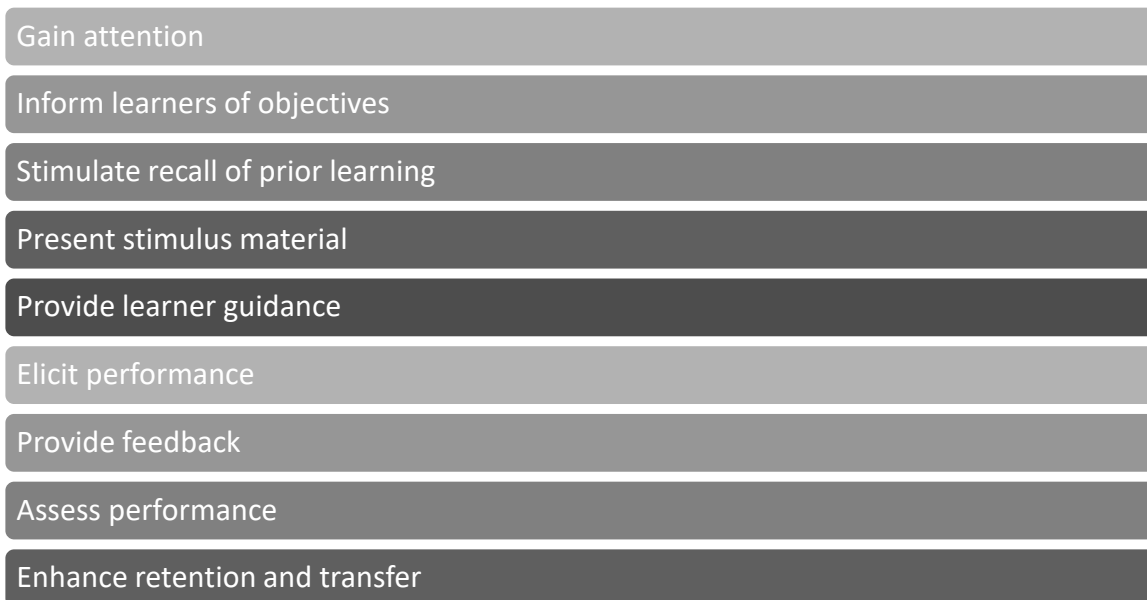 Gain attention
Inform learners of objectives
Stimulate recall of prior learning
Present stimulus material
Provide learner guidance
Elicit performance
Provide feedback
Assess performance
Enhance retention and transfer